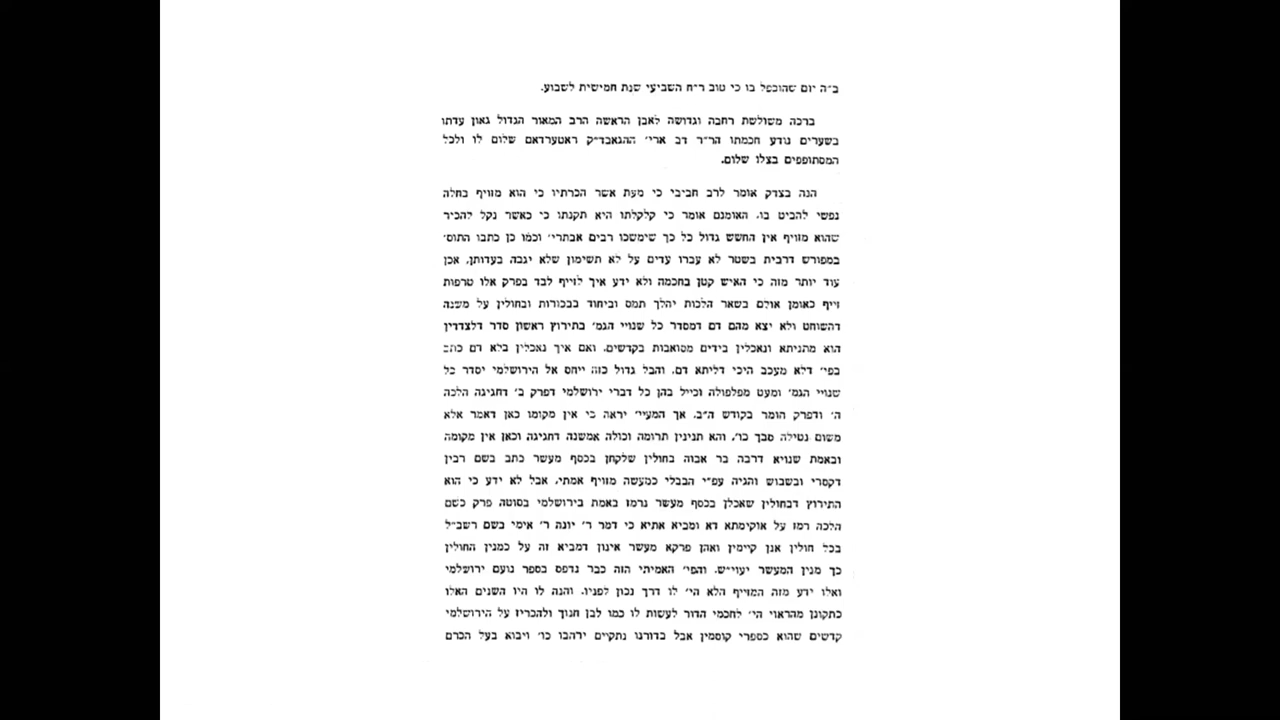 ב״ה יום שהוכפל בו כי טוב ר״ח השביעי שנת חמישית לשבוע.
ברכה משולשת רחבה וגדושה לאבן הראשה הרב המאור הגדול גאון עדתו
בשערים נודע חכמתו הר״ר דב ארי׳ ההגאבד״ק ראטערדאם שלום לו ולכל
המסתופפים בצלו שלום.
הנה בצדק אומר לרב חביבי כי מעת אשר הכרתיו כי הוא מזויף בחלה
נפשי להביט בו. האומנם אומר כי קלקלתו היא תקנתו כי כאשר נקל להכיר
שהוא מזויף אין החשש גדול כל כך שימשכו רבים אבתרי׳ וכמו כן כתבו התוס׳
במפורש דרבית בשטר לא עברו עדים על לא תשימון שלא יגבה בעדותן, אכן
עוד יותר מזה כי האיש קטן בחכמה ולא ידע איך לזייף לבד בפרק אלו טרפות
זייף כאומן אולם בשאר הלכות יהלך תמס וביחוד בבכורות ובחולין על משנה
דהשוחט ולא יצא מהם דם דמסדר כל שנויי הגמ׳ בתירוץ ראשון סדר דלצדדין
הוא מהניתא ונאכלין בידים מסואבות בקדשים. ואם איך נאכלין בלא דם כתב
בפי׳ דלא מעכב היכי דליתא דם. והבל גדול כזה ייחס אל הירושלמי יסדר כל
שנויי הגמ׳ ומעט מפלפולה וכייל בהן כל דברי ירושלמי דפרק ב׳ דחגיגה הלכה
ה׳ ודפרק חומר בקודש ה״ב. אך המעיי׳ יראה כי אין מקומו כאן דאמר אלא
משום נטילה סבך כו׳. והא תנינין תרומה וכולה אמשנה דחגיגה וכאן אין מקומה
ובאמת שנויא דרבה בר אבוה בחולין שלקחן בכסף מעשר כתב בשם רבין
דקסרי ובשבוש והגיה עפ״י הבבלי כמעשה מזויף אמתי. אבל לא ידע כי הוא
התירוץ דבחולין שאכלן בכסף מעשר נרמז באמת בירושלמי בסוטה פרק כשם
הלכה רמז על אוקימתא דא ומביא אתיא כי דמר ר׳ יונה ר׳ אימי בשם רשב״ל
בכל חולין אנן קיימין ואהן פרקא מעשר אינון דמביא זה על כמנין החולין
כך מנין המעשר יעוי״ש. והפי׳ האמיתי הזה כבר נדפס בספר נועם ירושלמי
ואלו ידע מזה המזייף הלא הי׳ לו דרך נכון לפניו. והנה לו היו השנים האלו
כתקונן מהראוי הי׳ לחכמי הדור לעשות לו כמו לבן חנוך ולהכריז על הירושלמי
קדשים שהוא כספרי קוסמין אבל בדורנו נתקיים ירהבו כו׳ ויבוא בעל הכרם